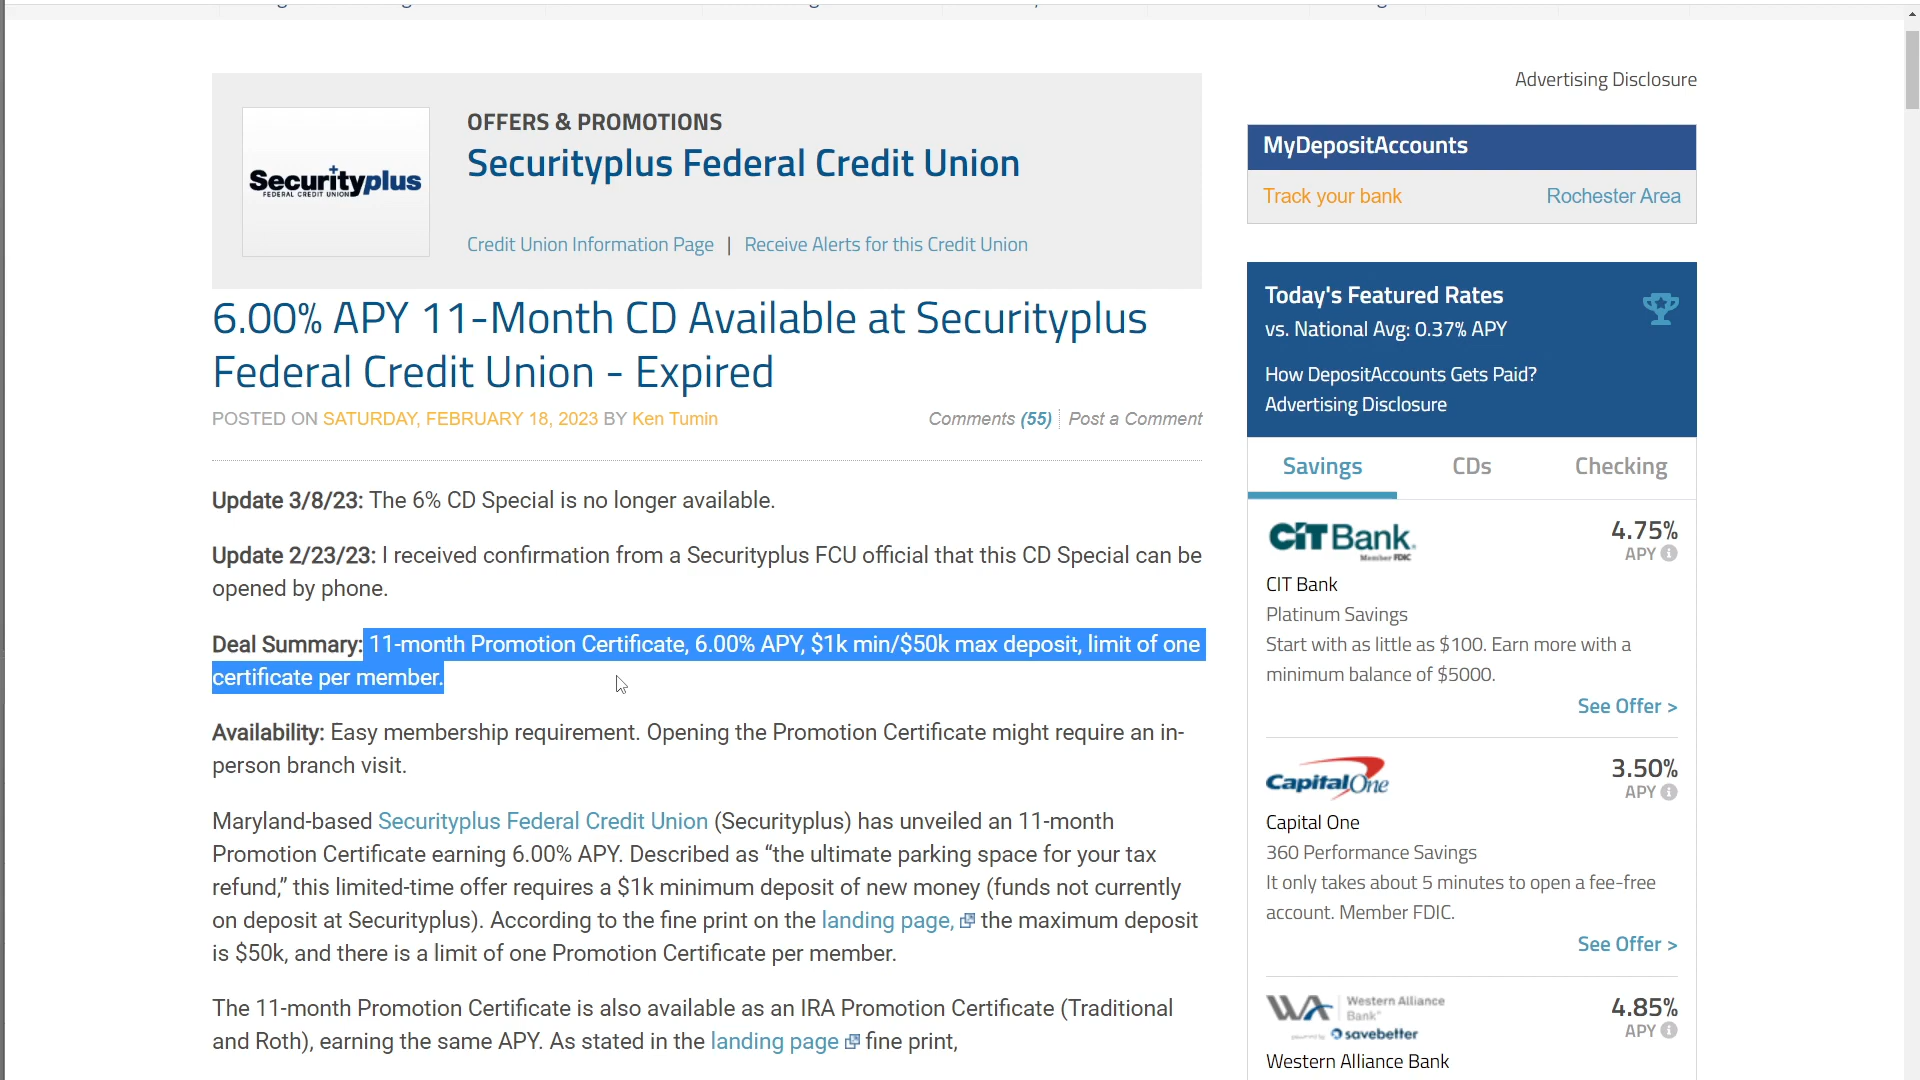 Advertising Disclosure
Securityplus
FEDERAL CREDIT UNION
OFFERS & PROMOTIONS
Securityplus Federal Credit Union
Credit Union Information Page | Receive Alerts for this Credit Union
6.00% APY 11-Month CD Available at Securityplus
Federal Credit Union - Expired
POSTED ON SATURDAY, FEBRUARY 18, 2023 BY Ken Tumin
Comments (55) Post a Comment
Update 3/8/23: The 6% CD Special is no longer available.
Update 2/23/23: I received confirmation from a Securityplus FCU official that this CD Special can be
opened by phone.
Deal Summary: 11-month Promotion Certificate, 6.00% APY, $1k min/$50k max deposit, limit of one
certificate per member.
Availability: Easy membership requirement. Opening the Promotion Certificate might require an in-
person branch visit.
Maryland-based Securityplus Federal Credit Union (Securityplus) has unveiled an 11-month
Promotion Certificate earning 6.00% APY. Described as “the ultimate parking space for your tax
refund,” this limited-time offer requires a $1k minimum deposit of new money (funds not currently
on deposit at Securityplus). According to the fine print on the landing page, the maximum deposit
is $50k, and there is a limit of one Promotion Certificate per member.
The 11-month Promotion Certificate is also available as an IRA Promotion Certificate (Traditional
and Roth), earning the same APY. As stated in the landing page fine print,
MyDepositAccounts
Track your bank Rochester Area
Today's Featured Rates
vs. National Avg: 0.37% APY
How DepositAccounts Gets Paid?
Advertising Disclosure
Savings CDs Checking
CIT Bank
Member FDIC
4.75%
APY
CIT Bank
Platinum Savings
Start with as little as $100. Earn more with a
minimum balance of $5000.
See Offer >
Capital One
3.50%
APY
Capital One
360 Performance Savings
It only takes about 5 minutes to open a fee-free
account. Member FDIC.
See Offer >
WA Western Alliance
Bank
savebetter
4.85%
APY
Western Alliance Bank